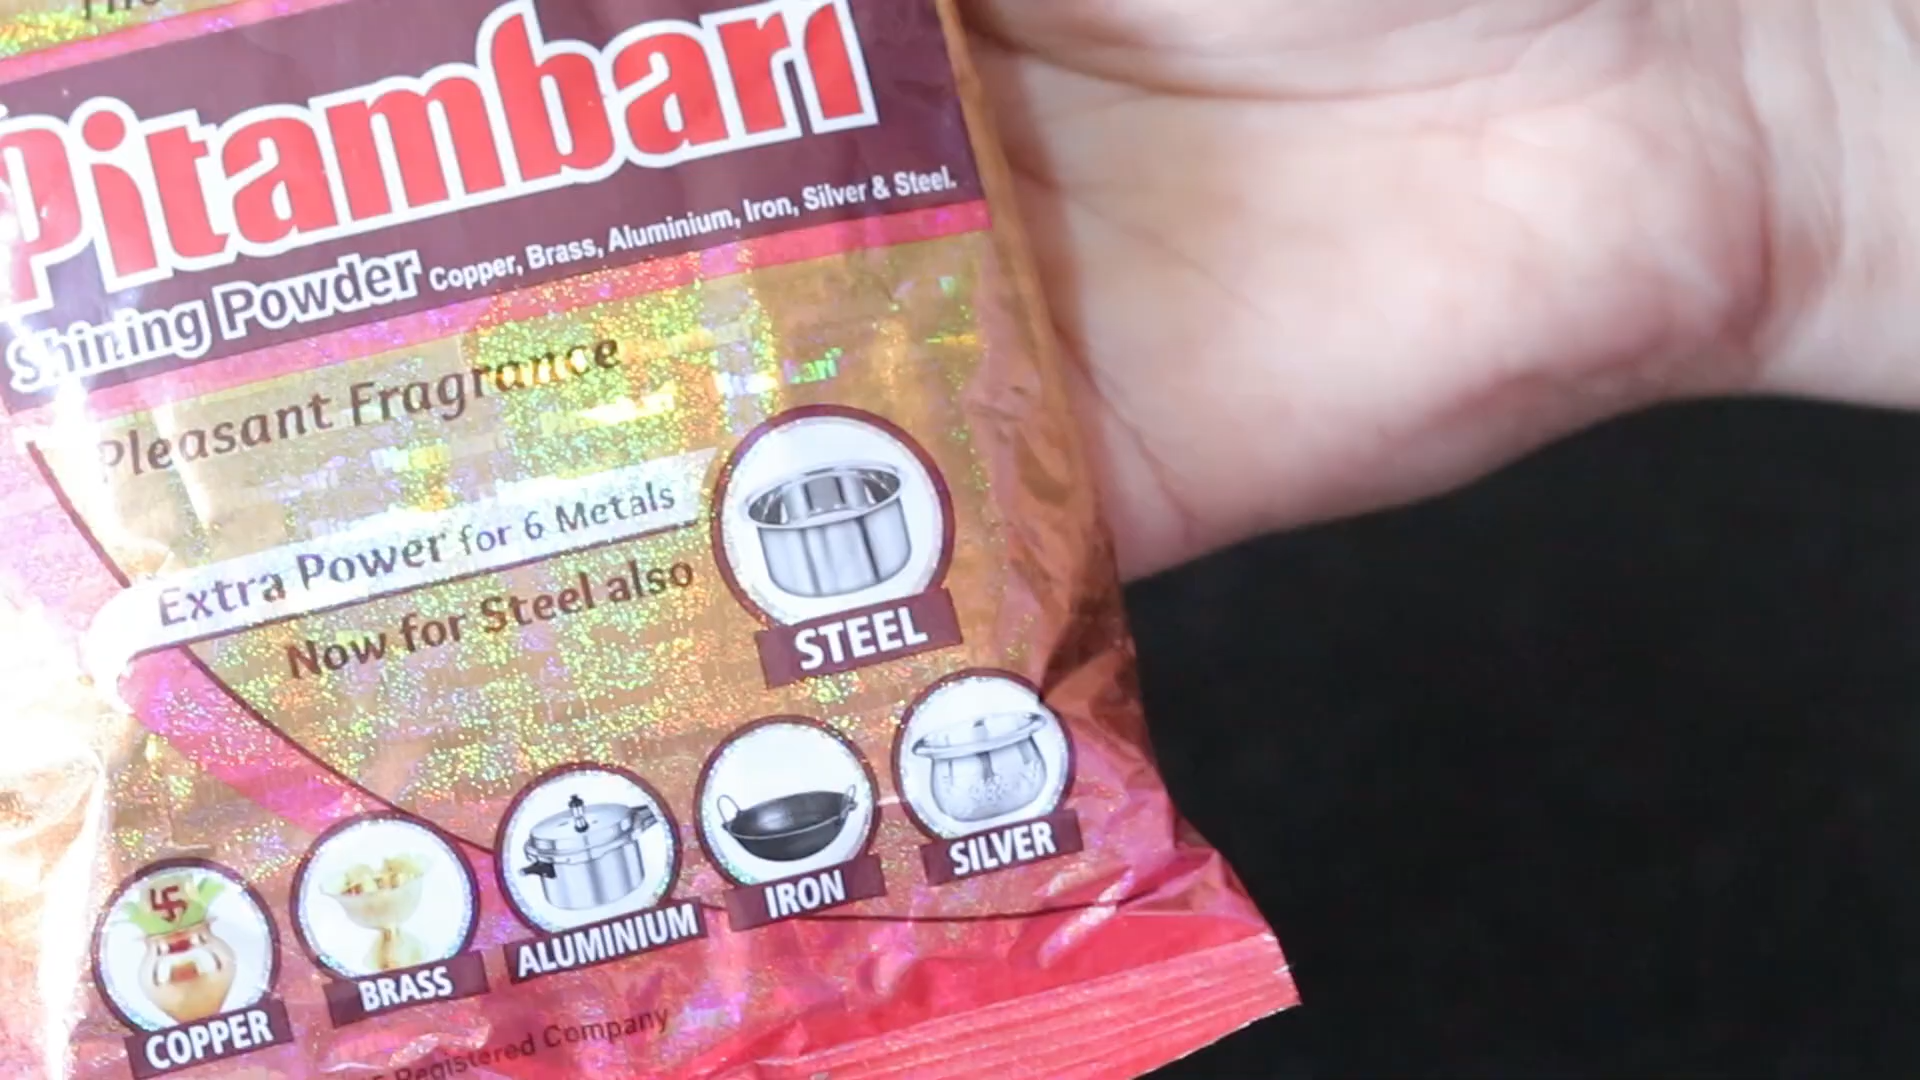 Pitambari
Shining Powder Copper, Brass, Aluminium, Iron, Silver & Steel.
Pleasant Fragrance
Extra Power for 6 Metals
Now for Steel also
STEEL
COPPER
BRASS
ALUMINIUM
IRON
SILVER
Registered Company